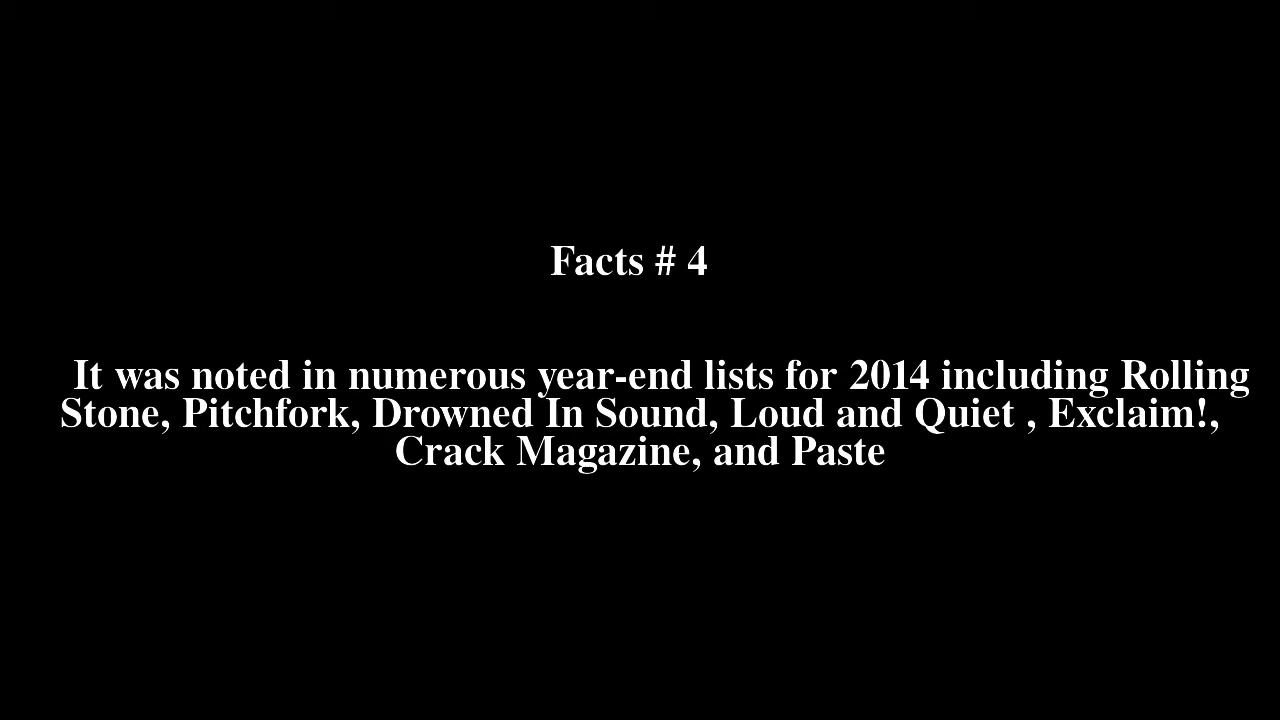 Facts # 4
It was noted in numerous year-end lists for 2014 including Rolling
Stone, Pitchfork, Drowned In Sound, Loud and Quiet , Exclaim!,
Crack Magazine, and Paste